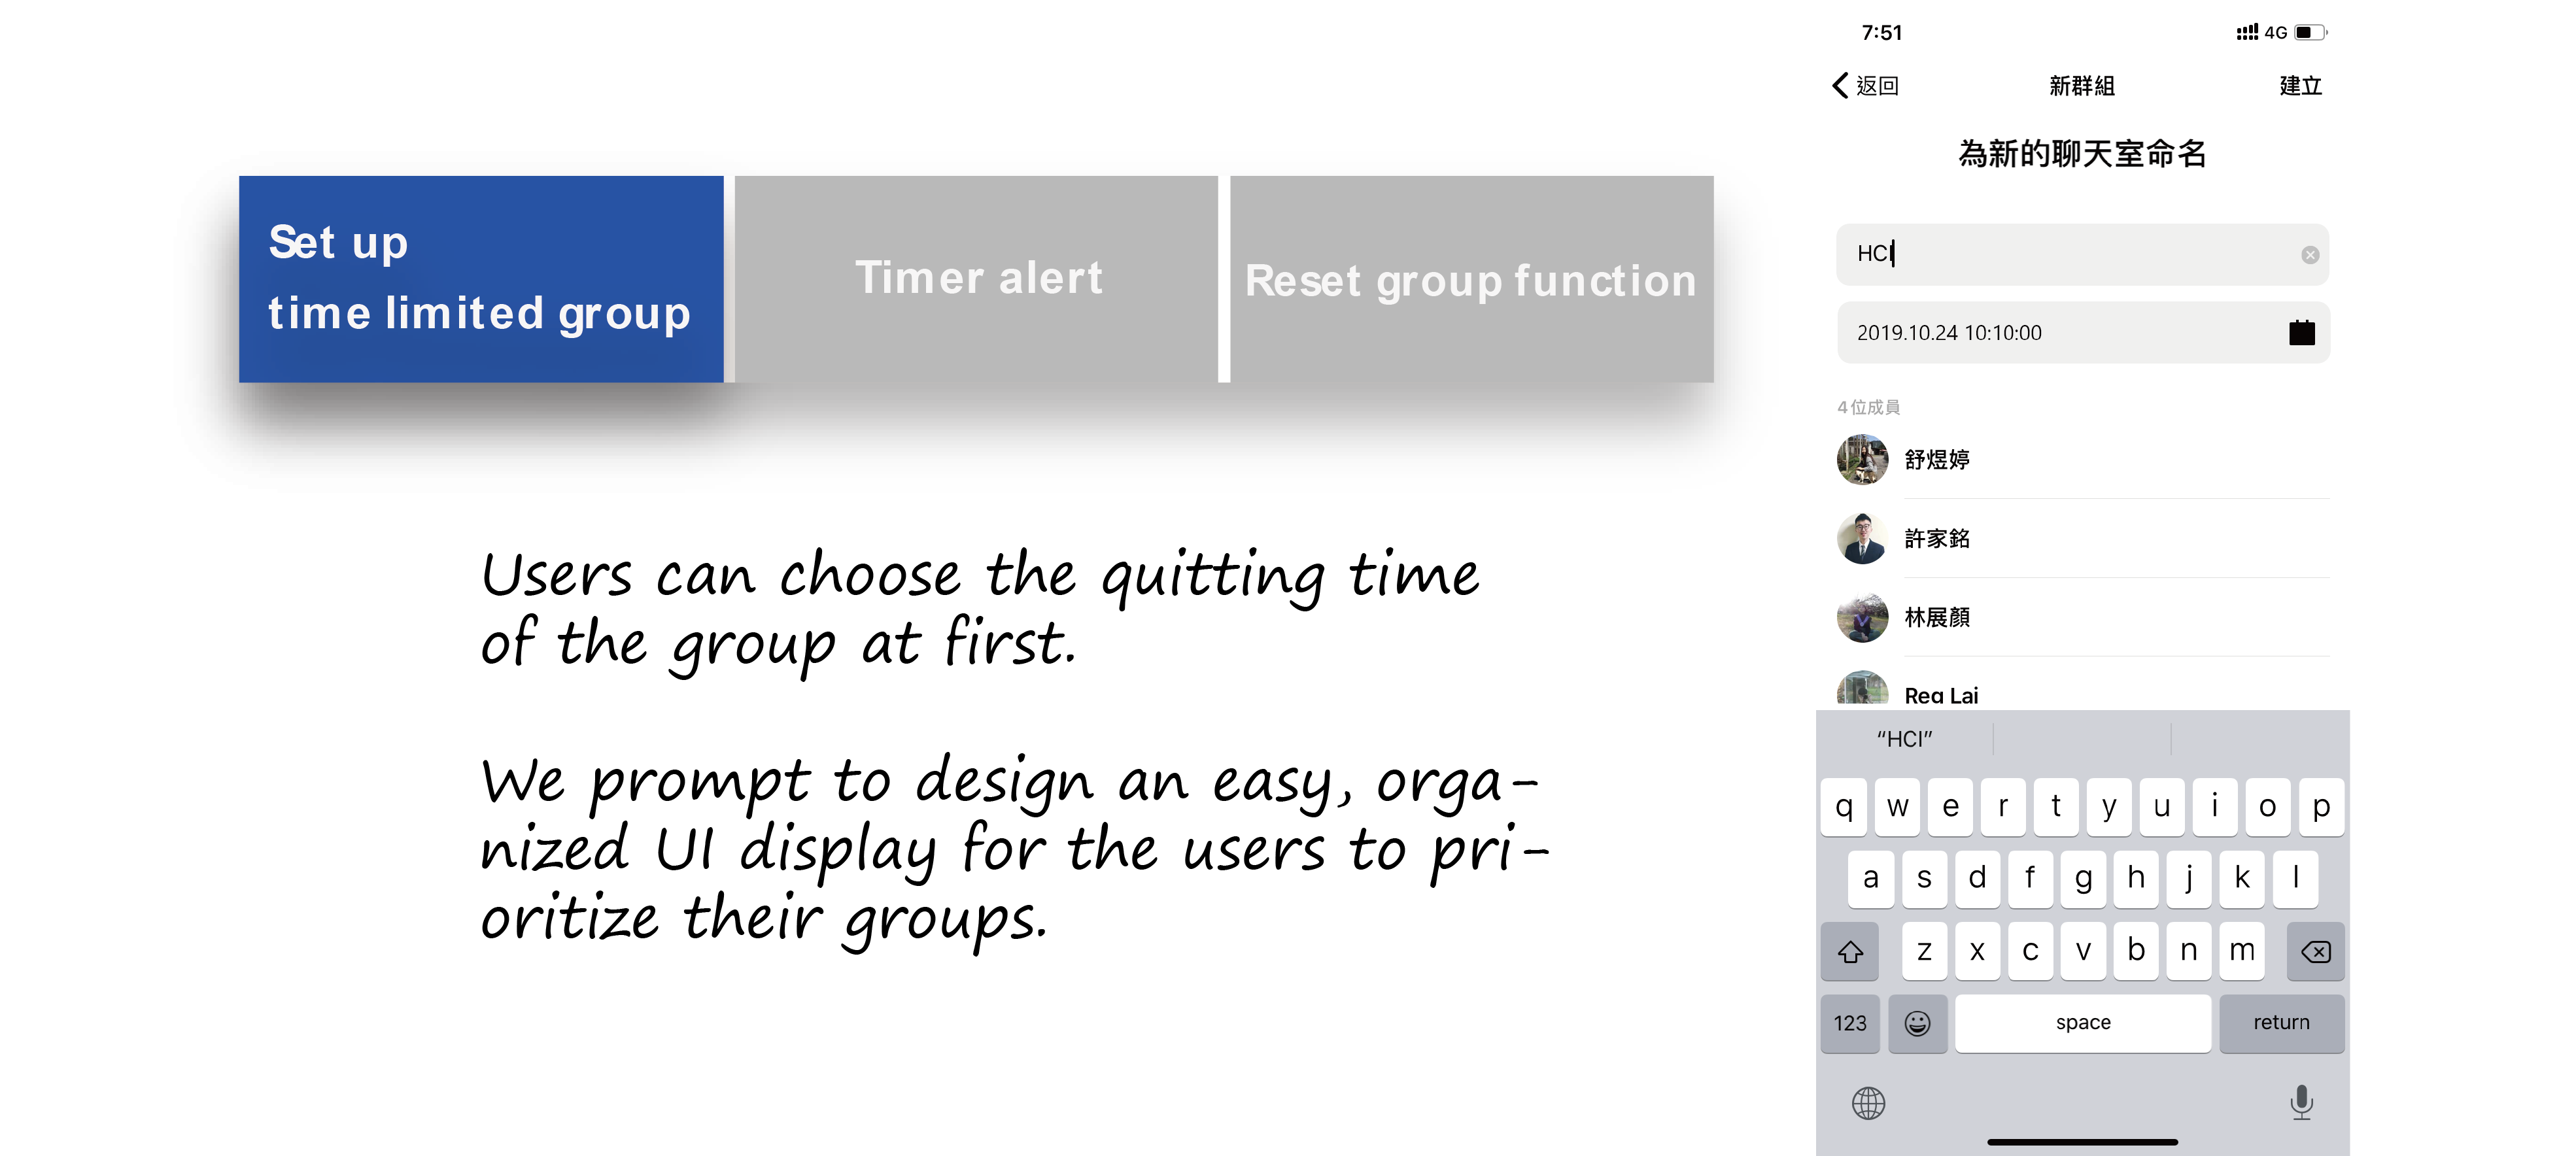 Set up
time limited group
Timer alert
Reset group function
Users can choose the quitting time
of the group at first.
We prompt to design an easy, orga-
nized UI display for the users to pri-
oritize their groups.
7:51
4G
返回
新群組
建立
為新的聊天室命名
HCI
2019.10.24 10:10:00
4位成員
舒煜婷
許家銘
林展顏
Reg Lai
“HCI”
q w e r t y u i o p
a s d f g h j k l
z x c v b n m
123
space
return